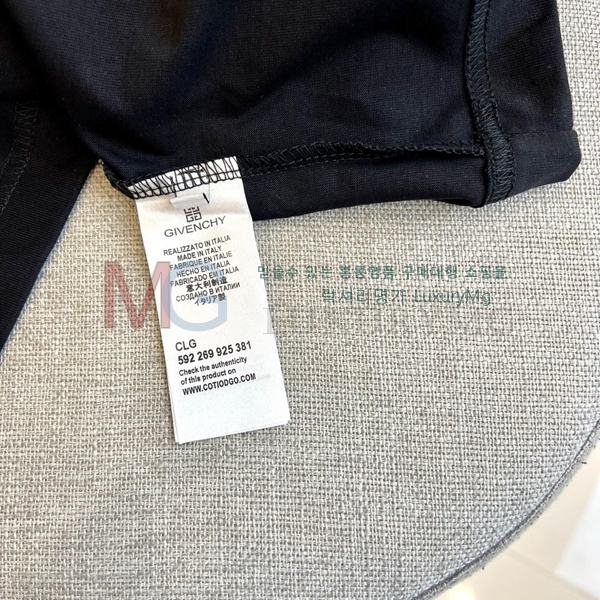 GIVENCHY
REALIZZATO IN ITALIA
MADE IN ITALY
FABRIQUE EN ITALIE
HECHO EN ITALIA
FABRICADO EM ITALIA
意大利制造
СОЗДАНО В ИТАЛИИ
イタリア製
MG
믿을수 있는 홍콩명품 구매대행 쇼핑몰
럭셔리명가 LuxuryMg
CLG
592 269 925 381
Check the authenticity
of this product on
WWW.COTIODGO.COM